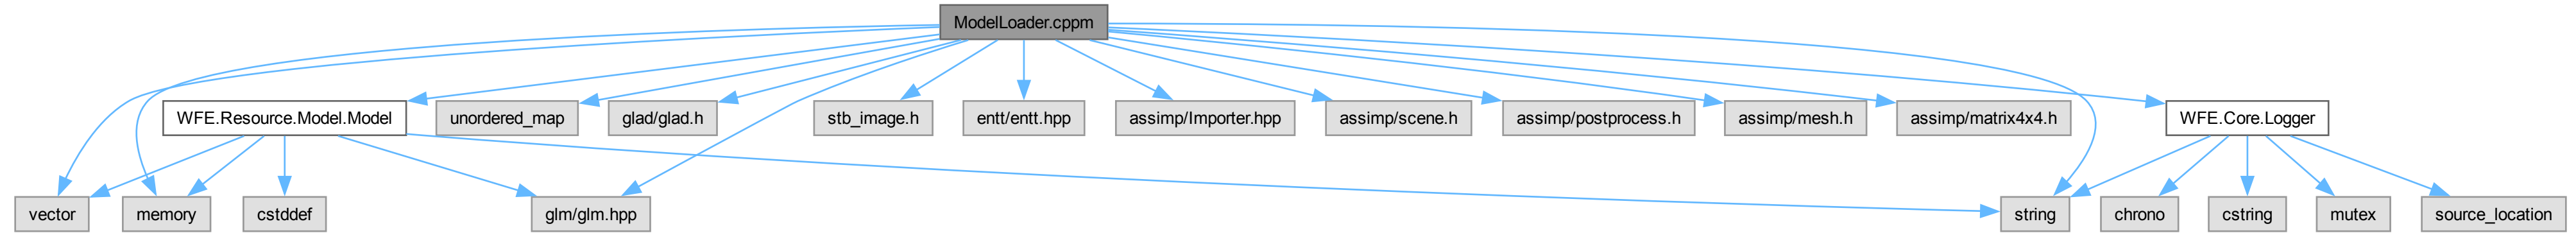 ModelLoader.cppm
WFE.Resource.Model.Model
unordered_map
glad/glad.h
stb_image.h
entt/entt.hpp
assimp/Importer.hpp
assimp/scene.h
assimp/postprocess.h
assimp/mesh.h
assimp/matrix4x4.h
WFE.Core.Logger
vector
memory
cstddef
glm/glm.hpp
string
chrono
cstring
mutex
source_location